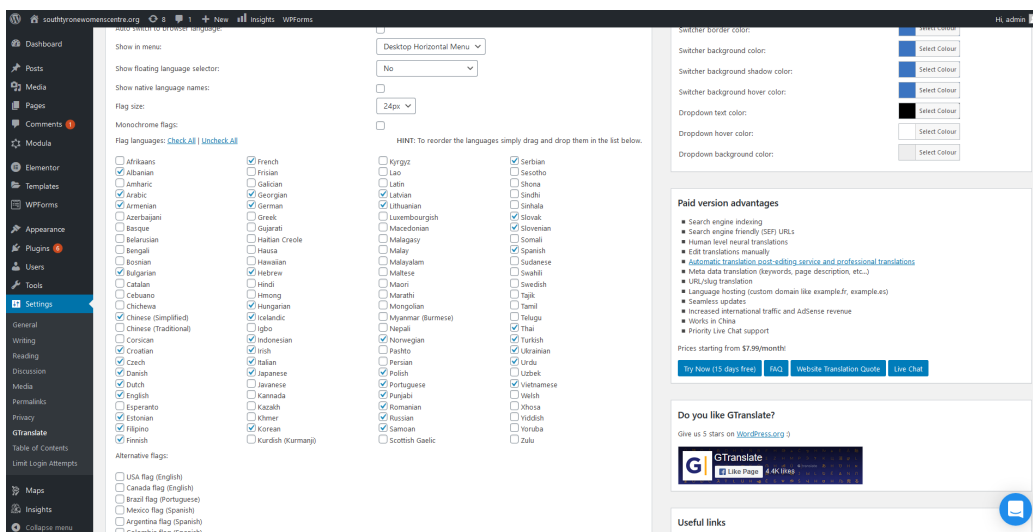 southtyronewomenscentre.org 8 1 New Insights WPForms Hi, admin
Dashboard
Posts
Media
Pages
Comments 1
Modula
Elementor
Templates
WPForms
Appearance
Plugins 6
Users
Tools
Settings
General
Writing
Reading
Discussion
Media
Permalinks
Privacy
GTranslate
Table of Contents
Limit Login Attempts
Maps
Insights
Collapse menu
Auto switch to browser language:
Show in menu: Desktop Horizontal Menu
Show floating language selector: No
Show native language names:
Flag size: 24px
Monochrome flags:
Flag languages: Check All | Uncheck All HINT: To reorder the languages simply drag and drop them in the list below.
Afrikaans
Albanian
Amharic
Arabic
Armenian
Azerbaijani
Basque
Belarusian
Bengali
Bosnian
Bulgarian
Catalan
Cebuano
Chichewa
Chinese (Simplified)
Chinese (Traditional)
Corsican
Croatian
Czech
Danish
Dutch
English
Esperanto
Estonian
Filipino
Finnish
French
Frisian
Galician
Georgian
German
Greek
Gujarati
Haitian Creole
Hausa
Hawaiian
Hebrew
Hindi
Hmong
Hungarian
Icelandic
Igbo
Indonesian
Irish
Italian
Japanese
Javanese
Kannada
Kazakh
Khmer
Korean
Kurdish (Kurmanji)
Kyrgyz
Lao
Latin
Latvian
Lithuanian
Luxembourgish
Macedonian
Malagasy
Malay
Malayalam
Maltese
Maori
Marathi
Mongolian
Myanmar (Burmese)
Nepali
Norwegian
Pashto
Persian
Polish
Portuguese
Punjabi
Romanian
Russian
Samoan
Scottish Gaelic
Serbian
Sesotho
Shona
Sindhi
Sinhala
Slovak
Slovenian
Somali
Spanish
Sudanese
Swahili
Swedish
Tajik
Tamil
Telugu
Thai
Turkish
Ukrainian
Urdu
Uzbek
Vietnamese
Welsh
Xhosa
Yiddish
Yoruba
Zulu
Alternative flags:
USA flag (English)
Canada flag (English)
Brazil flag (Portuguese)
Mexico flag (Spanish)
Argentina flag (Spanish)
Colombia flag (Spanish)
Switcher border color: Select Colour
Switcher background color: Select Colour
Switcher background shadow color: Select Colour
Switcher background hover color: Select Colour
Dropdown text color: Select Colour
Dropdown hover color: Select Colour
Dropdown background color: Select Colour
Paid version advantages
Search engine indexing
Search engine friendly (SEF) URLs
Human level neural translations
Edit translations manually
Automatic translation post-editing service and professional translations
Meta data translation (keywords, page description, etc...)
URL/slug translation
Language hosting (custom domain like example.fr, example.es)
Seamless updates
Increased international traffic and AdSense revenue
Works in China
Priority Live Chat support
Prices starting from $7.99/month!
Try Now (15 days free) FAQ Website Translation Quote Live Chat
Do you like GTranslate?
Give us 5 stars on WordPress.org :)
G GTranslate
Like Page 4.4K likes
Useful links